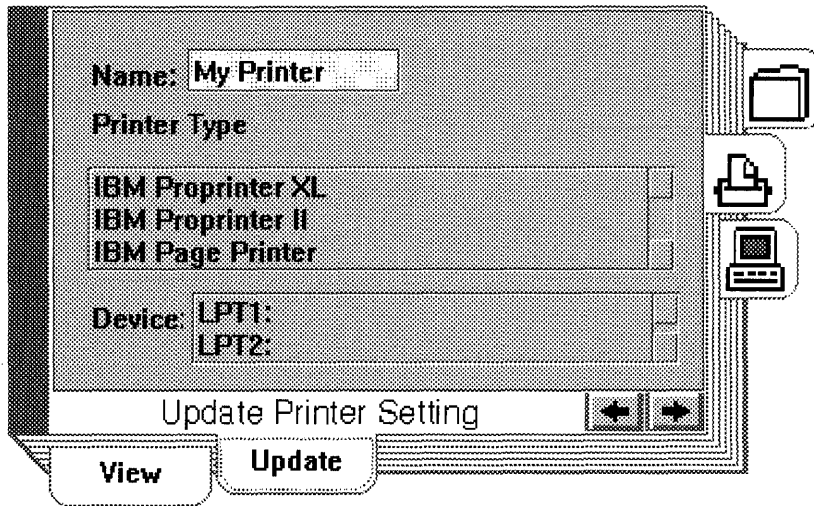 Name: My Printer
Printer Type
IBM Proprinter XL
IBM Proprinter II
IBM Page Printer
Device: LPT1:
LPT2:
Update Printer Setting
View
Update